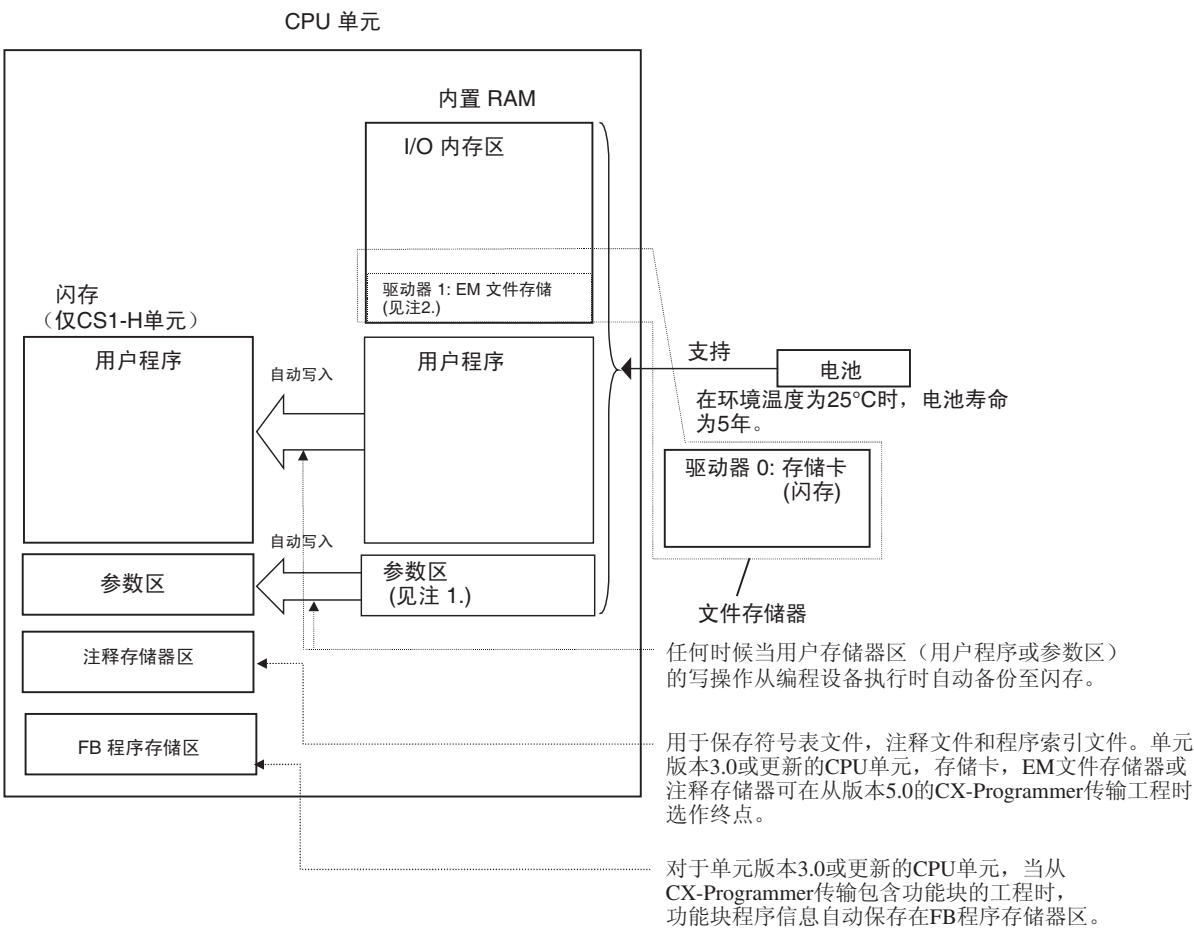 CPU 单元
内置 RAM
I/O 内存区
驱动器 1: EM 文件存储
(见注2.)
闪存
（仅CS1-H单元）
用户程序
自动写入
用户程序
支持
电池
在环境温度为25°C时，电池寿命
为5年。
驱动器 0: 存储卡
(闪存)
自动写入
参数区
参数区
(见注 1.)
文件存储器
注释存储器区
任何时候当用户存储器区（用户程序或参数区）
的写操作从编程设备执行时自动备份至闪存。
FB 程序存储区
用于保存符号表文件，注释文件和程序索引文件。单元
版本3.0或更新的CPU单元，存储卡，EM文件存储器或
注释存储器可在从版本5.0的CX-Programmer传输工程时
选作终点。
对于单元版本3.0或更新的CPU单元，当从
CX-Programmer传输包含功能块的工程时，
功能块程序信息自动保存在FB程序存储器区。